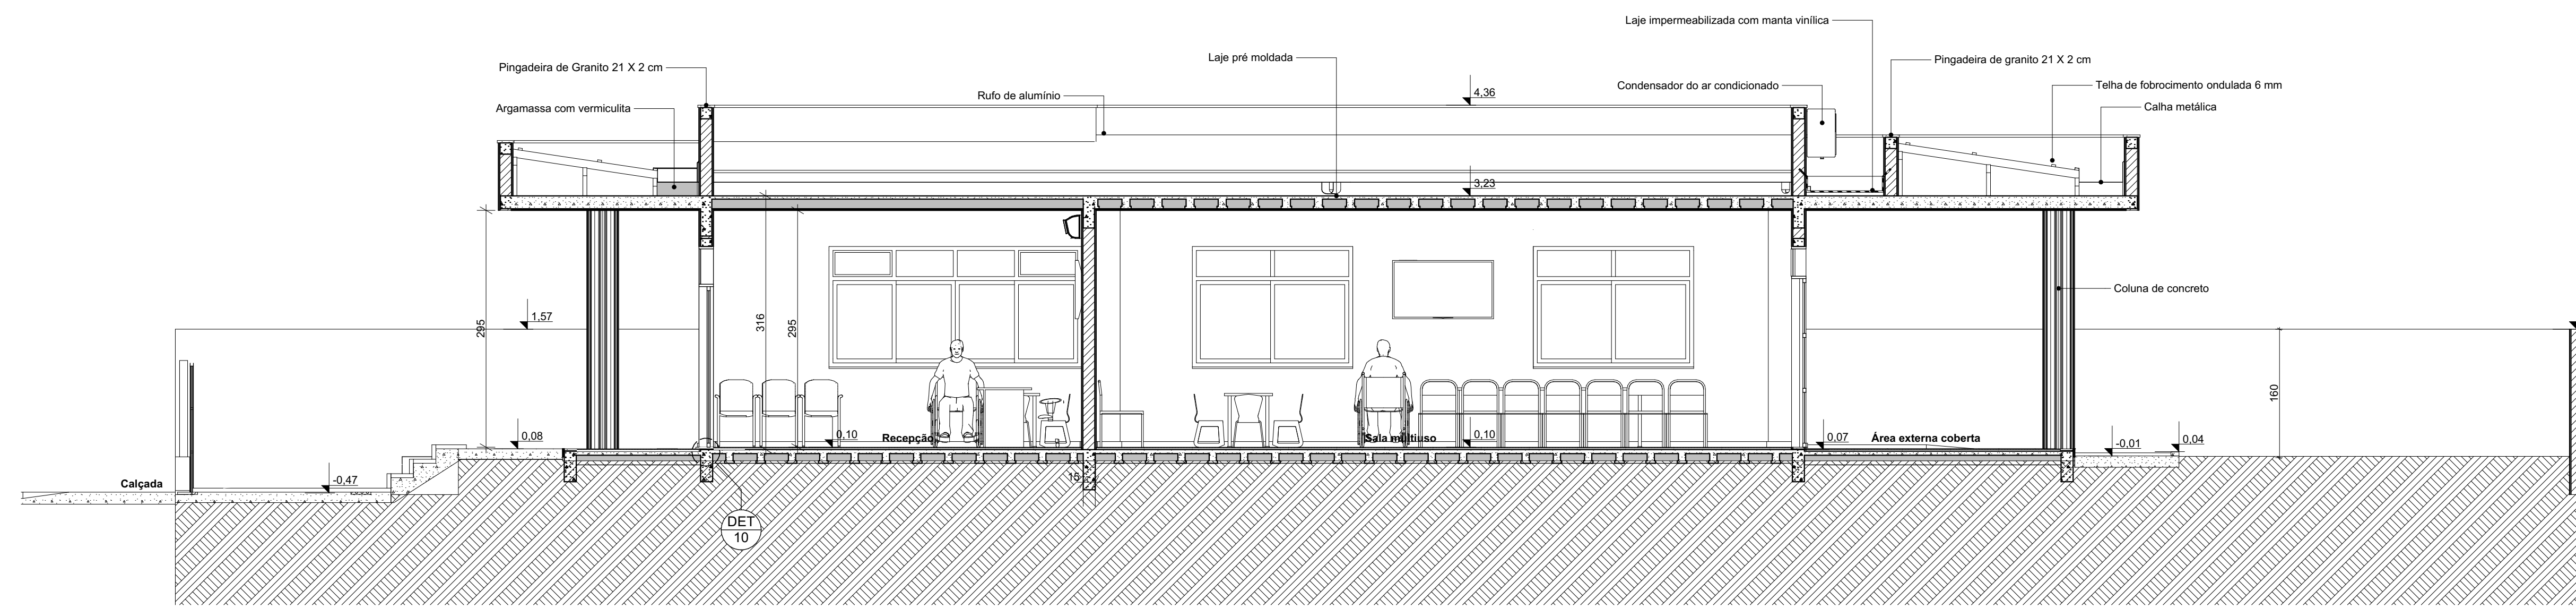 Laje impermeabilizada com manta vinílica
Laje pré moldada
Pingadeira de granito 21 X 2 cm
Pingadeira de Granito 21 X 2 cm
Condensador do ar condicionado
Telha de fobrocimento ondulada 6 mm
Rufo de alumínio
4,36
Argamassa com vermiculita
Calha metálica
3,23
Coluna de concreto
1,57
295
316
295
160
0,08
0,10
Recepção
Sala multiuso
0,10
0,07
Área externa coberta
-0,01
0,04
Calçada
-0,47
15
DET
10